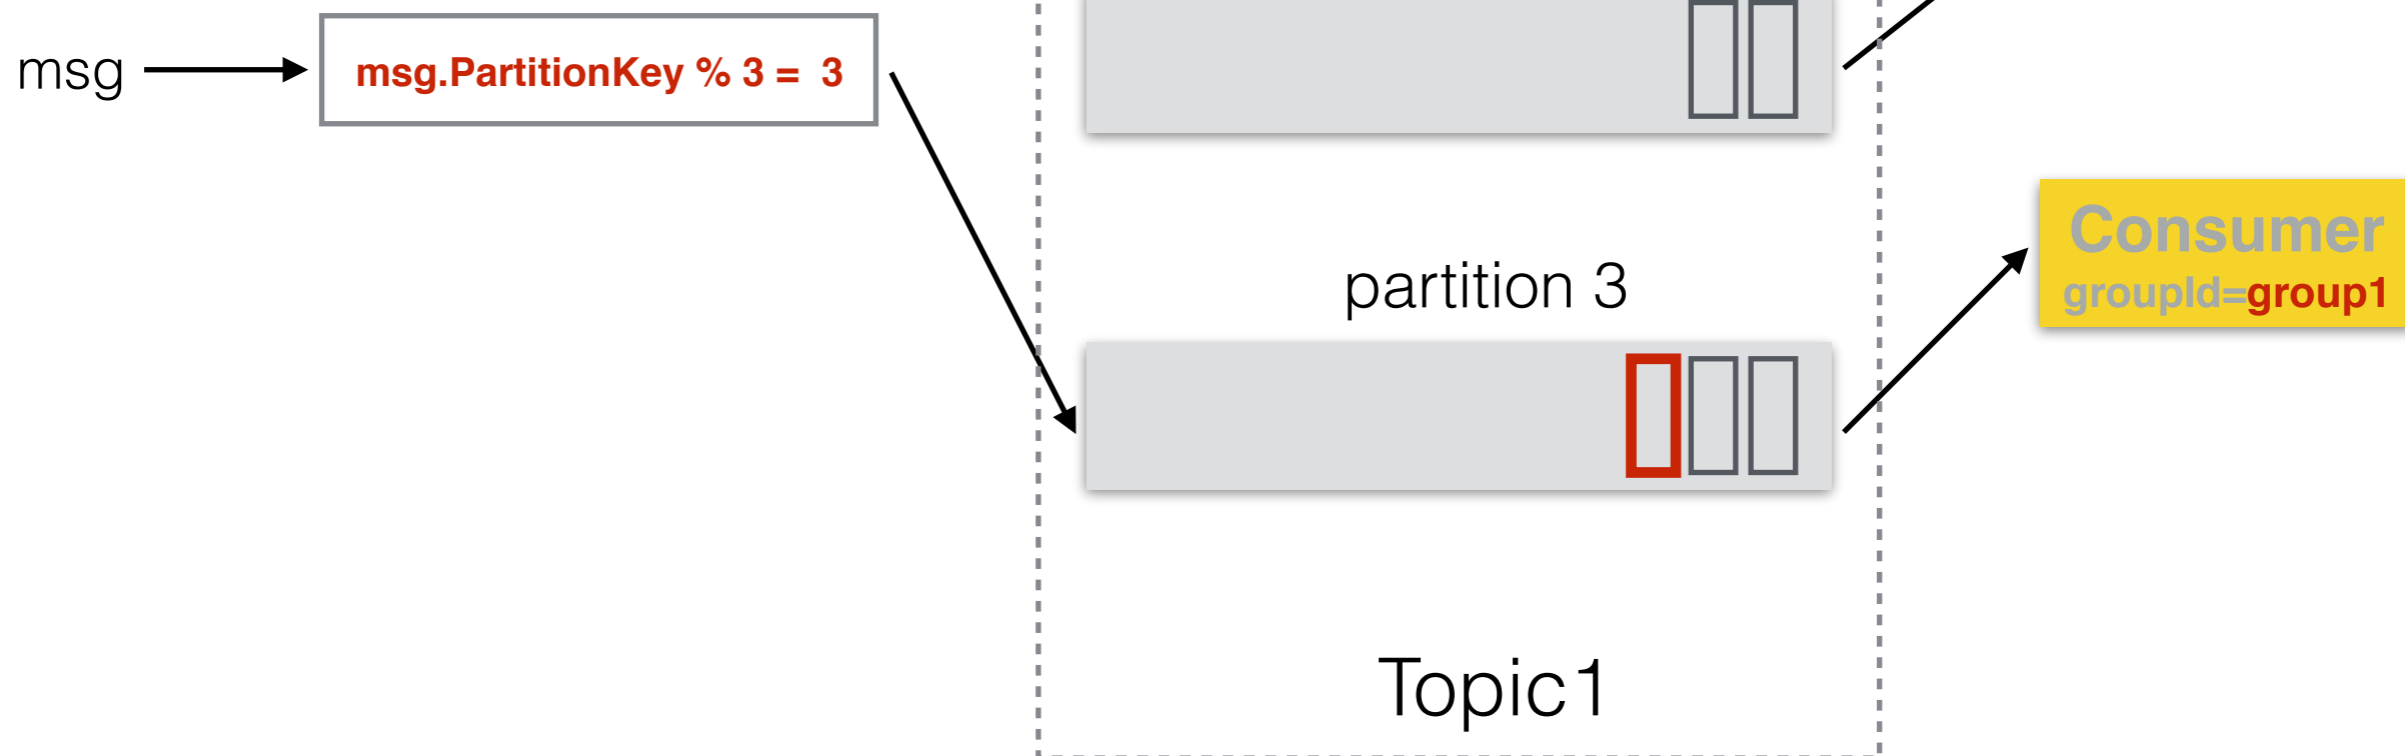 msg
msg.PartitionKey % 3 = 3
Consumer
groupId=group1
partition 3
Topic1